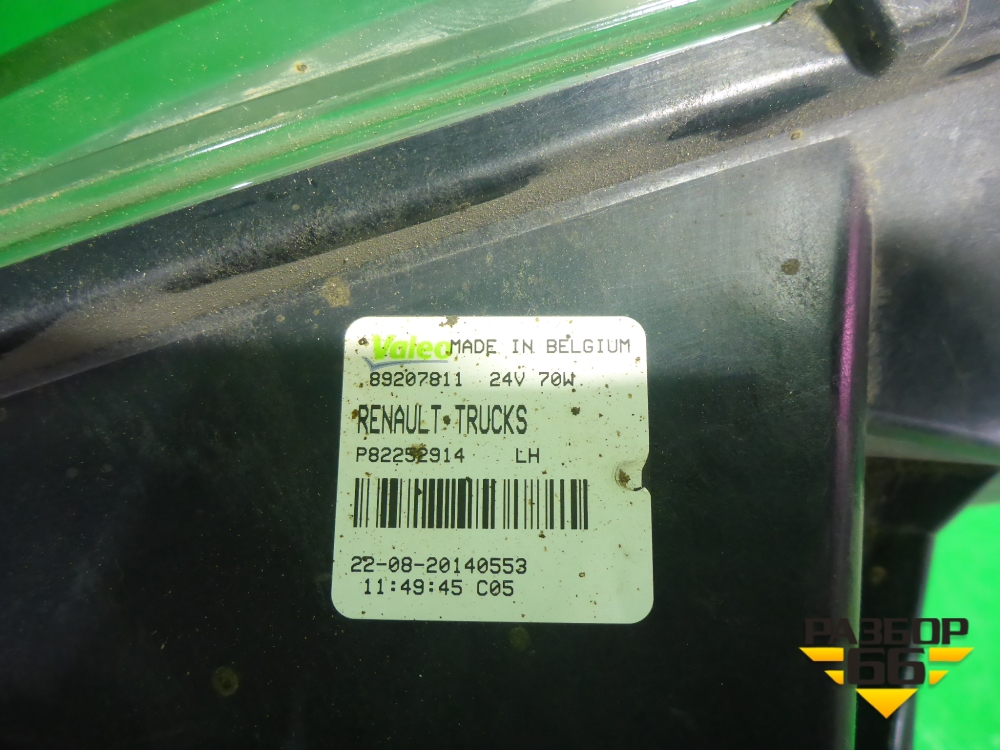 Valeo MADE IN BELGIUM
89207811 24V 70W
RENAULT TRUCKS
P82252914 LH
22-08-20140553
11:49:45 C05
РАЗБОР
66